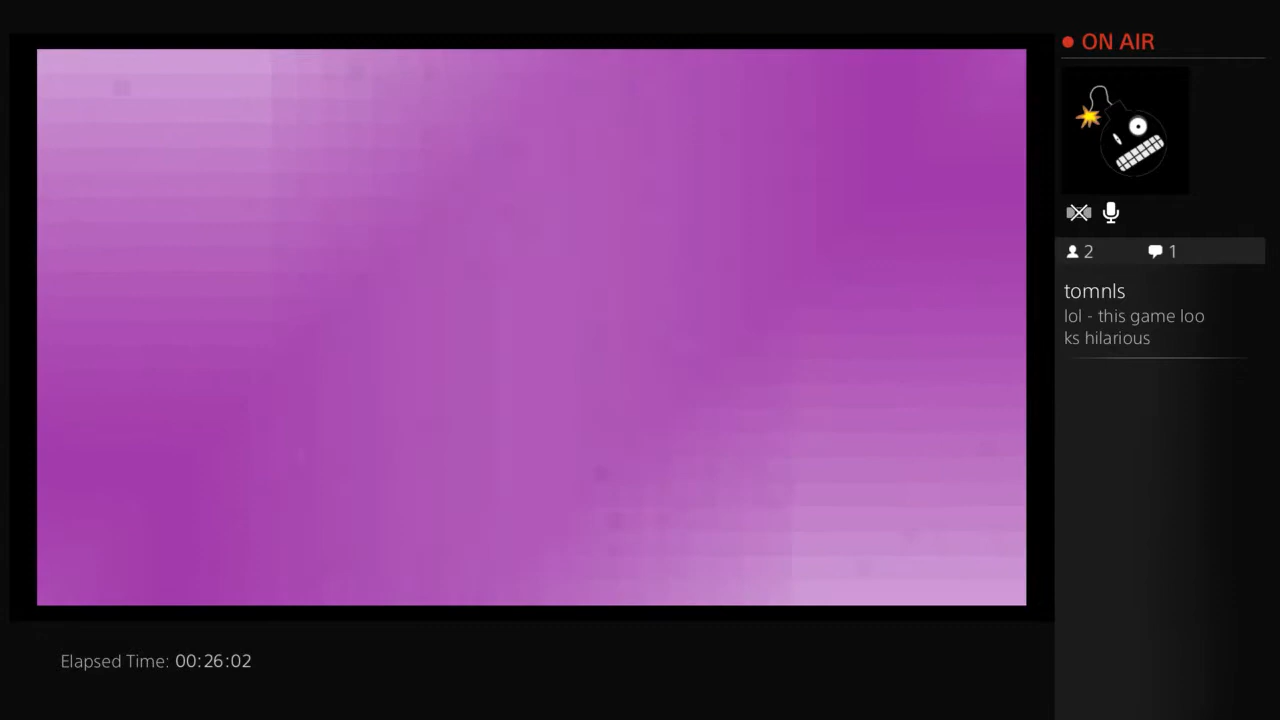 ON AIR
2 1
tomnls
lol - this game loo
ks hilarious
Elapsed Time: 00:26:02